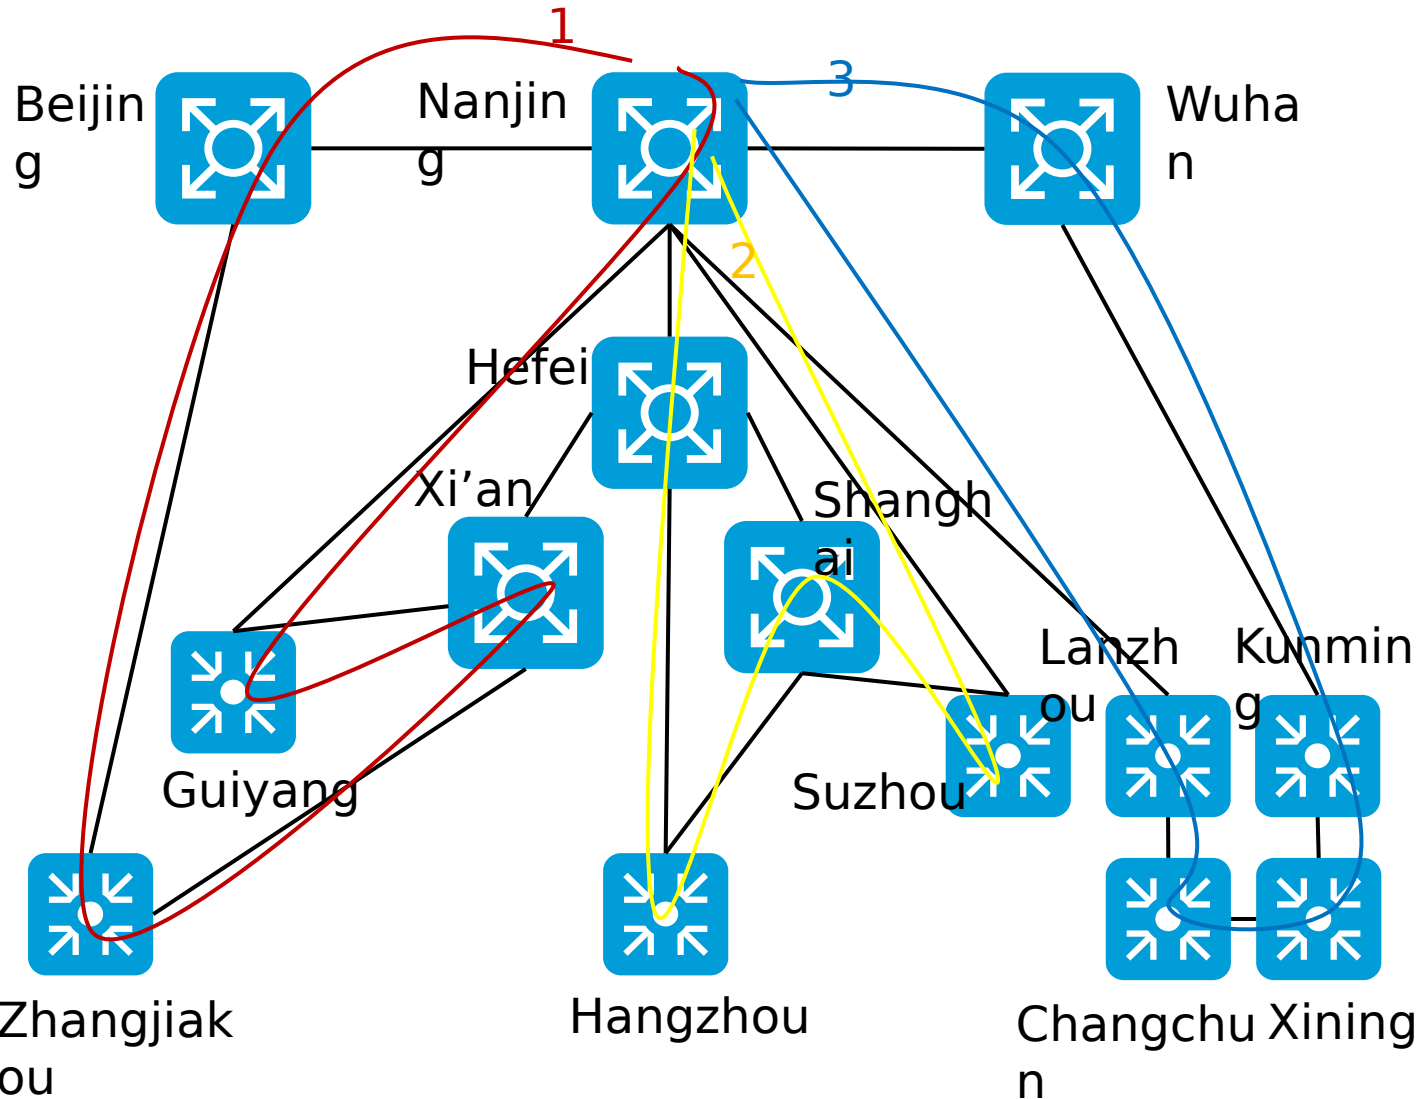 1
3
Beijin
g
Nanjin
g
Wuha
n
2
Hefei
Xi’an
Shangh
ai
Lanzh
ou
Kunmin
g
Guiyang
Suzhou
Zhangjiak
ou
Hangzhou
Changchu
n
Xining